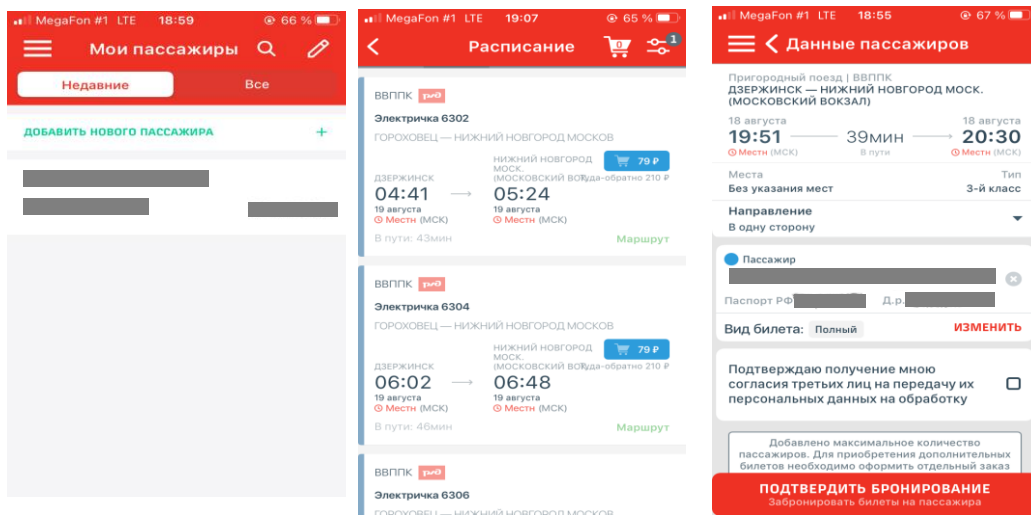 MegaFon #1 LTE 18:59 66 %
Мои пассажиры
Недавние Все
ДОБАВИТЬ НОВОГО ПАССАЖИРА +
MegaFon #1 LTE 19:07 65 %
Расписание 0 1
ВВППК ржд
Электричка 6302
ГОРОХОВЕЦ — НИЖНИЙ НОВГОРОД МОСКОВ
НИЖНИЙ НОВГОРОД 79 ₽
МОСК.
ДЗЕРЖИНСК (МОСКОВСКИЙ Туда-обратно 210 ₽
04:41 → 05:24
19 августа 19 августа
Местн (МСК) Местн (МСК)
В пути: 43мин Маршрут
ВВППК ржд
Электричка 6304
ГОРОХОВЕЦ — НИЖНИЙ НОВГОРОД МОСКОВ
НИЖНИЙ НОВГОРОД 79 ₽
МОСК.
ДЗЕРЖИНСК (МОСКОВСКИЙ Туда-обратно 210 ₽
06:02 → 06:48
19 августа 19 августа
Местн (МСК) Местн (МСК)
В пути: 46мин Маршрут
ВВППК ржд
Электричка 6306
ГОРОХОВЕЦ — НИЖНИЙ НОВГОРОД МОСКОВ
MegaFon #1 LTE 18:55 67 %
Данные пассажиров
Пригородный поезд | ВВППК
ДЗЕРЖИНСК — НИЖНИЙ НОВГОРОД МОСК.
(МОСКОВСКИЙ ВОКЗАЛ)
18 августа 18 августа
19:51 39мин → 20:30
Местн (МСК) В пути Местн (МСК)
Места Тип
Без указания мест 3-й класс
Направление
В одну сторону
Пассажир
Паспорт РФ Д.р.
Вид билета: Полный ИЗМЕНИТЬ
Подтверждаю получение мною
согласия третьих лиц на передачу их
персональных данных на обработку
Добавлено максимальное количество
пассажиров. Для приобретения дополнительных
билетов необходимо оформить отдельный заказ
ПОДТВЕРДИТЬ БРОНИРОВАНИЕ
Забронировать билеты на пассажира